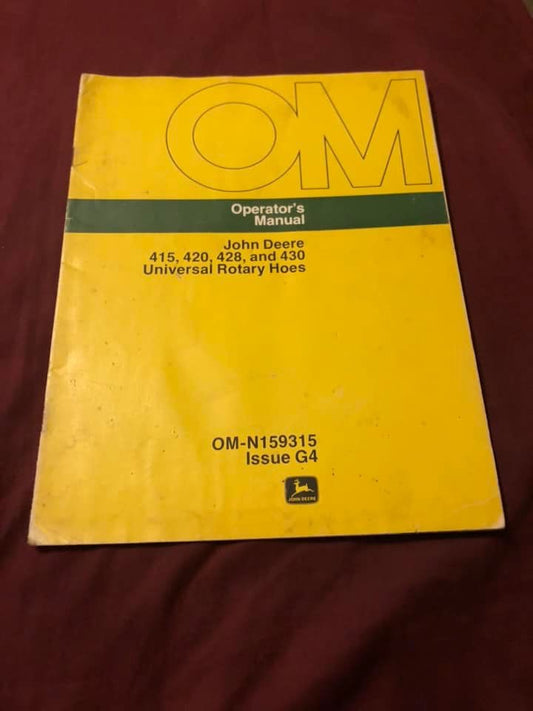 OM
Operator's
Manual
John Deere
415, 420, 428, and 430
Universal Rotary Hoes
OM-N159315
Issue G4
JOHN DEERE